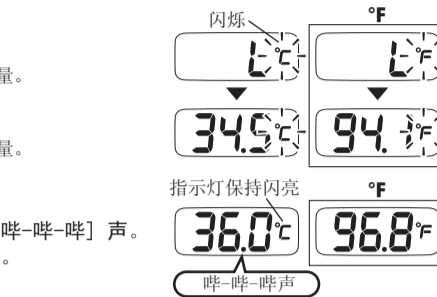 闪烁
°F
L °C
L °F
量。
34.5 °C
94.1 °F
量。
指示灯保持闪亮
°F
哔-哔-哔］声。
36.0 °C
96.8 °F
。
哔-哔-哔声